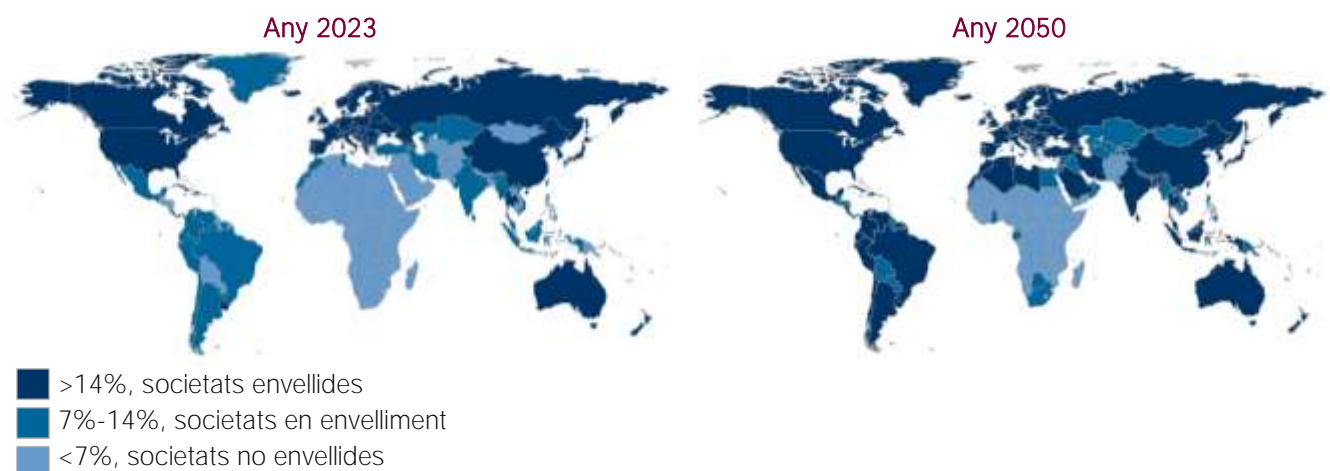 Any 2023
Any 2050
>14%, societats envellides
7%-14%, societats en envelliment
<7%, societats no envellides